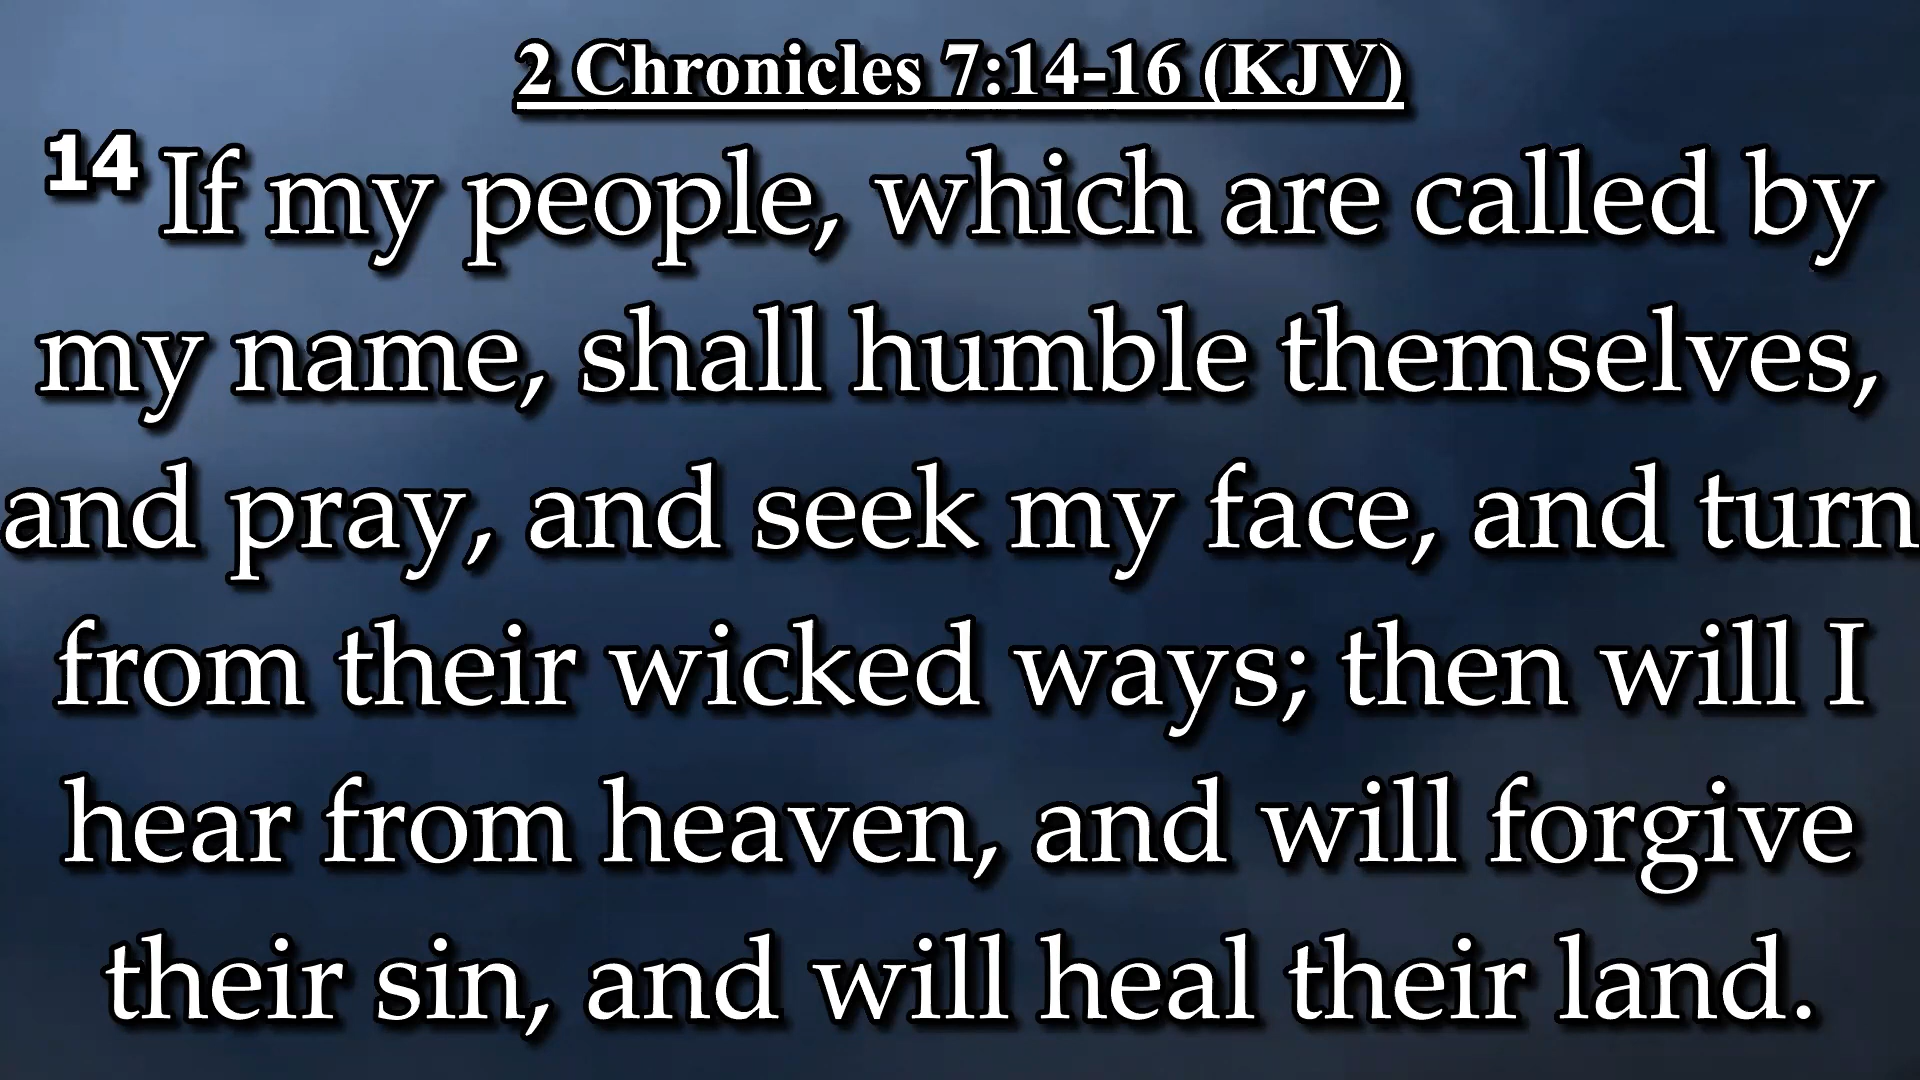 2 Chronicles 7:14-16 (KJV)
14 If my people, which are called by
my name, shall humble themselves,
and pray, and seek my face, and turn
from their wicked ways; then will I
hear from heaven, and will forgive
their sin, and will heal their land.